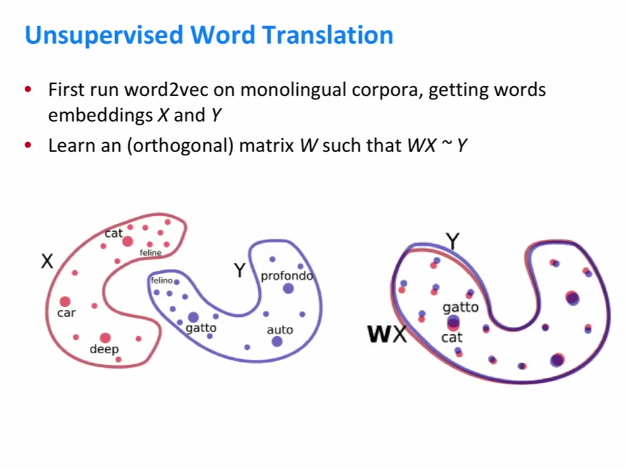 Unsupervised Word Translation
• First run word2vec on monolingual corpora, getting words
embeddings X and Y
• Learn an (orthogonal) matrix W such that WX ~ Y
X
cat
feline
car
deep
Y
felino
profondo
gatto
auto
Y
gatto
cat
WX